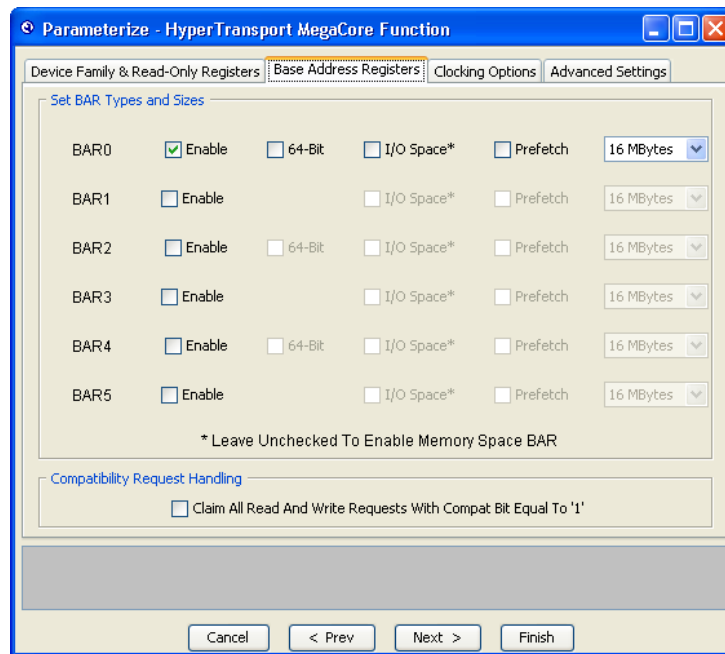 Parameterize - HyperTransport MegaCore Function
Device Family & Read-Only Registers Base Address Registers Clocking Options Advanced Settings
Set BAR Types and Sizes
BAR0 Enable 64-Bit I/O Space* Prefetch 16 MBytes
BAR1 Enable I/O Space* Prefetch 16 MBytes
BAR2 Enable 64-Bit I/O Space* Prefetch 16 MBytes
BAR3 Enable I/O Space* Prefetch 16 MBytes
BAR4 Enable 64-Bit I/O Space* Prefetch 16 MBytes
BAR5 Enable I/O Space* Prefetch 16 MBytes
* Leave Unchecked To Enable Memory Space BAR
Compatibility Request Handling
Claim All Read And Write Requests With Compat Bit Equal To '1'
Cancel < Prev Next > Finish